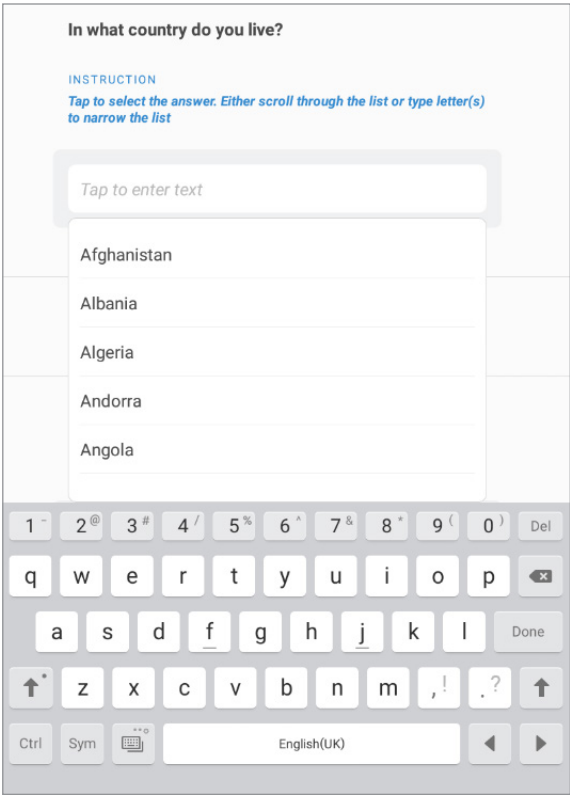 In what country do you live?
INSTRUCTION
Tap to select the answer. Either scroll through the list or type letter(s)
to narrow the list
Tap to enter text
Afghanistan
Albania
Algeria
Andorra
Angola
1 - 2 @ 3 # 4 / 5 % 6 ^ 7 & 8 * 9 ( 0 ) Del
q w e r t y u i o p
a s d f g h j k l Done
z x c v b n m , ! . ?
Ctrl Sym English(UK)